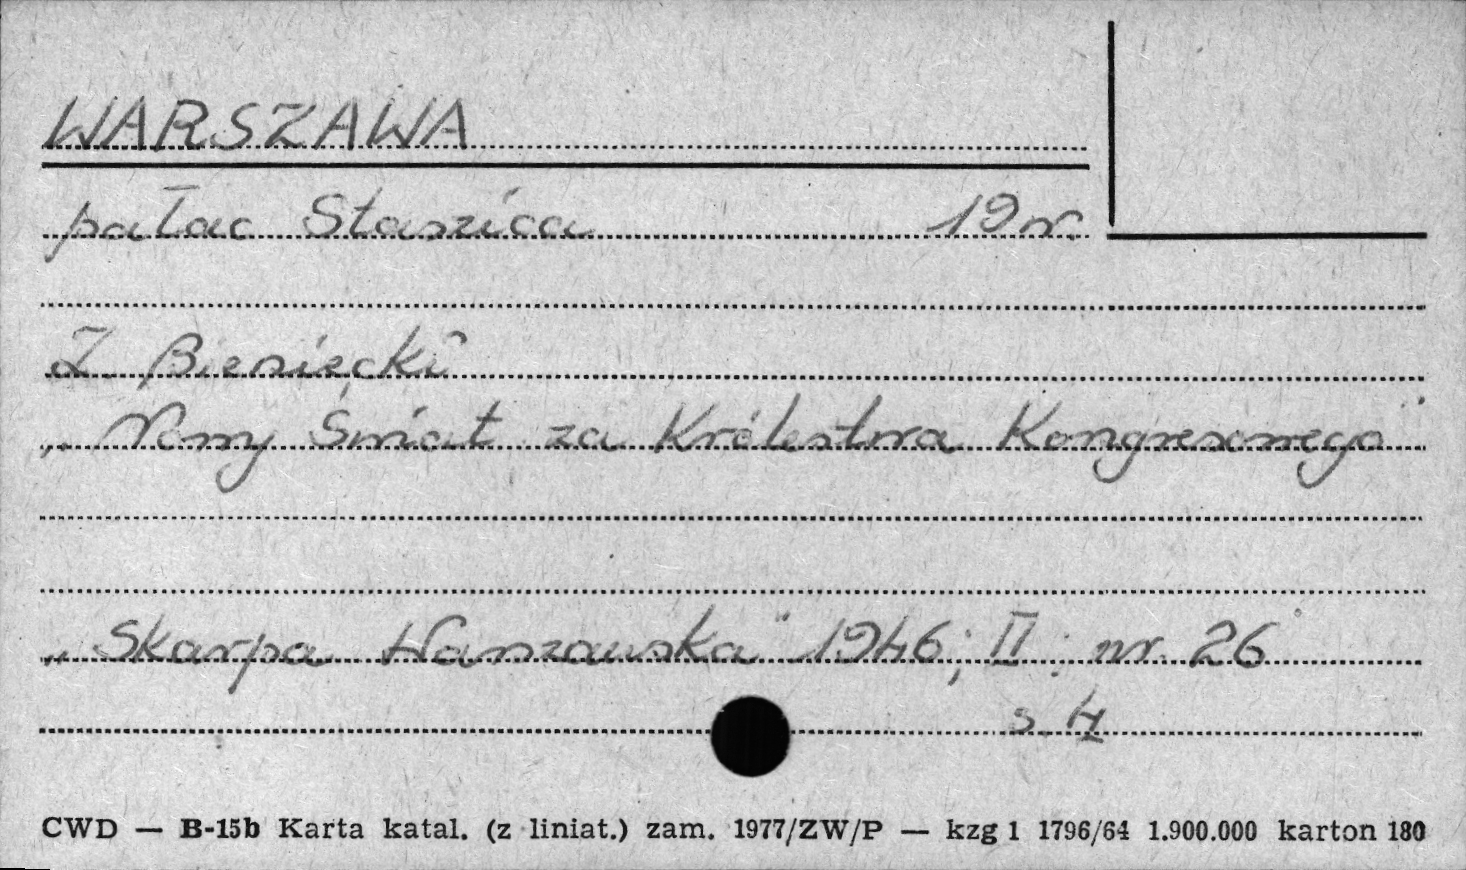 WARSZAWA
pałac Staszica 19 w.
Z. Bieniecki
„Nowy Świat za Królestwa Kongresowego"
„Skarpa Warszawska" 1946; II; nr. 26
s. 4
CWD — B-15b Karta katal. (z liniat.) zam. 1977/ZW/P — kzg 1 1796/64 1.900.000 karton 180